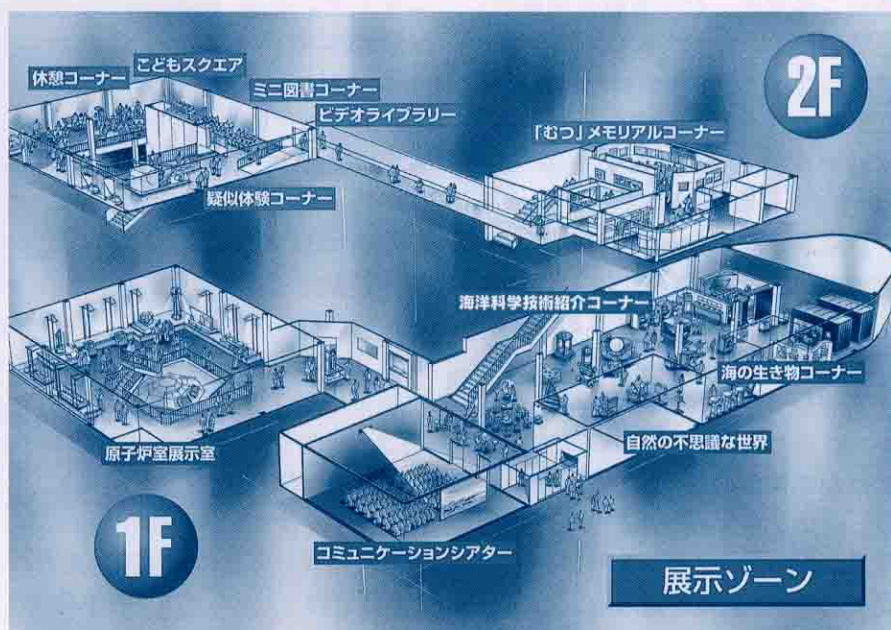 2F
休憩コーナー
こどもスクエア
ミニ図書コーナー
ビデオライブラリー
「むつ」メモリアルコーナー
疑似体験コーナー
海洋科学技術紹介コーナー
海の生き物コーナー
自然の不思議な世界
原子炉室展示室
コミュニケーションシアター
1F
展示ゾーン